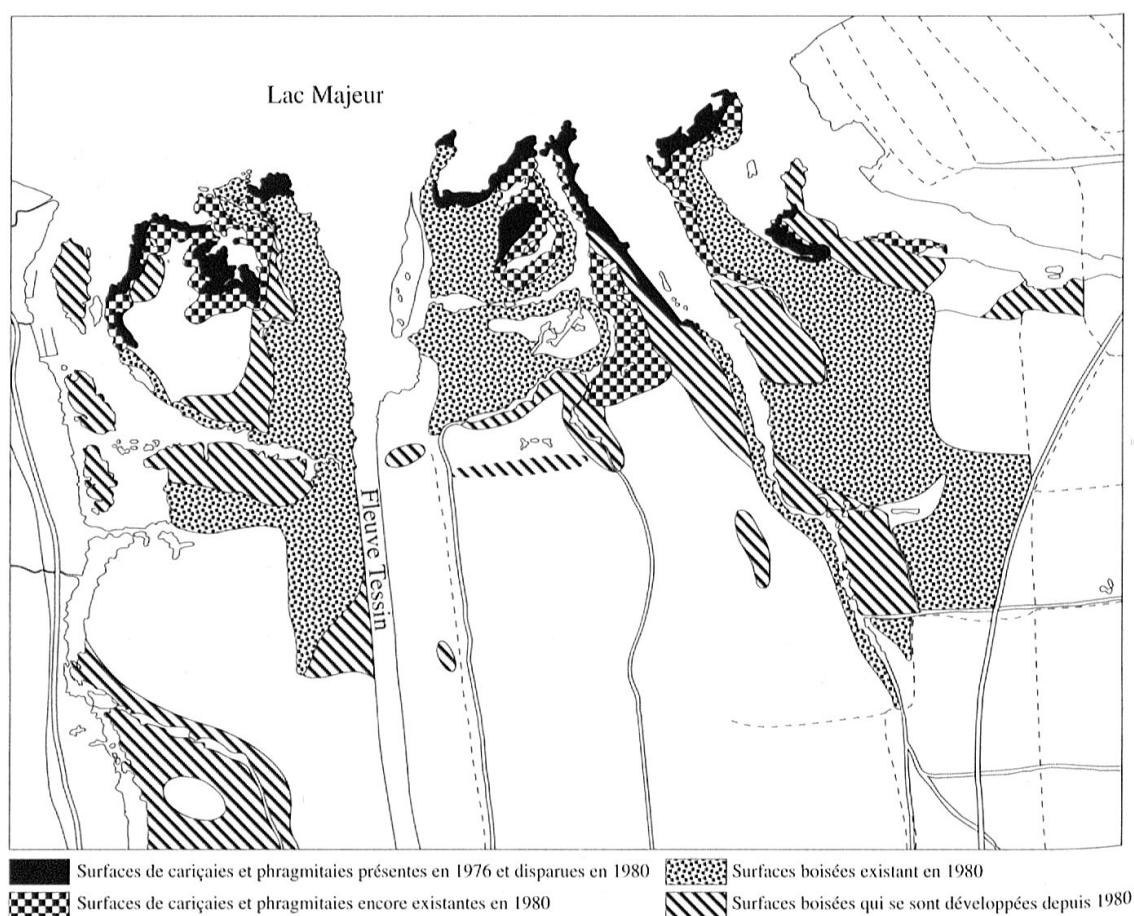 Lac Majeur
Fleuve Tessin
Surfaces de cariçaies et phragmitaies présentes en 1976 et disparues en 1980
Surfaces boisées existant en 1980
Surfaces de cariçaies et phragmitaies encore existantes en 1980
Surfaces boisées qui se sont développées depuis 1980